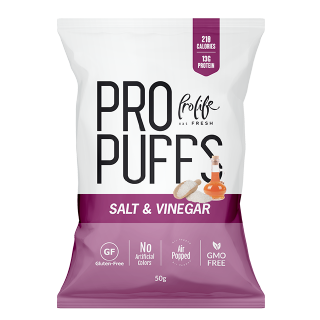 218
CALORIES
13G
PROTEIN
PRO
Prolife
EAT FRESH
PUFFS
SALT & VINEGAR
GF
Gluten-Free
No
Artificial
Colors
Air
Popped
GMO
FREE
50g